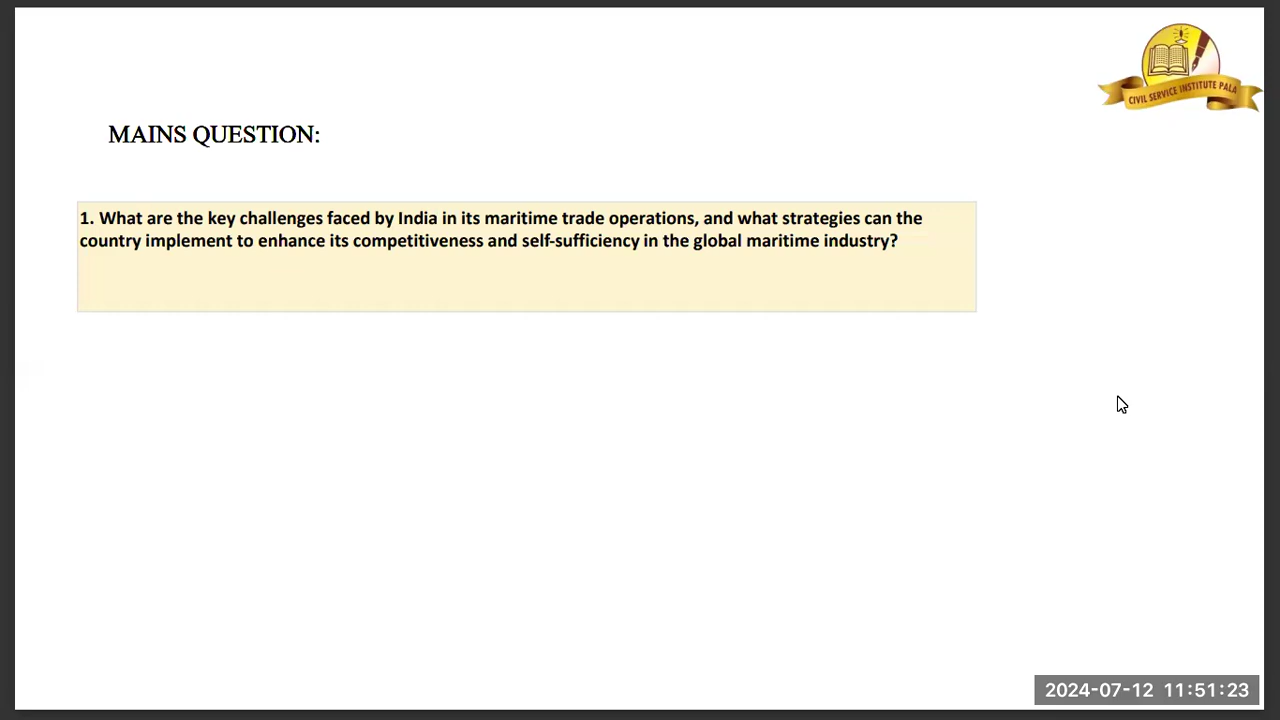 CIVIL SERVICE INSTITUTE PALA
MAINS QUESTION:
1. What are the key challenges faced by India in its maritime trade operations, and what strategies can the
country implement to enhance its competitiveness and self-sufficiency in the global maritime industry?
2024-07-12 11:51:23